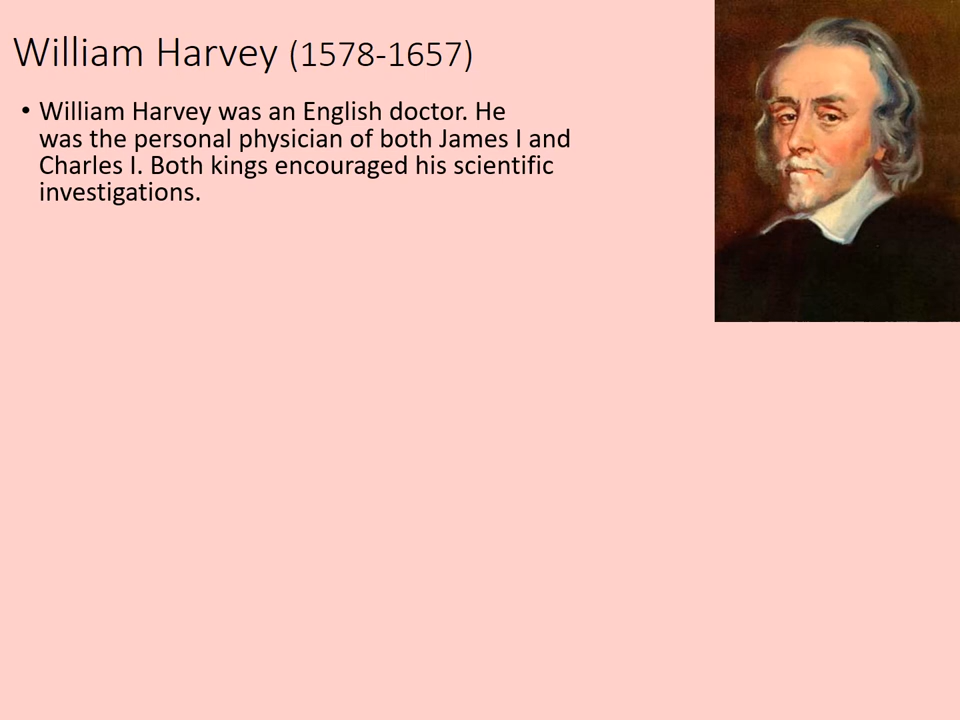 William Harvey (1578-1657)
• William Harvey was an English doctor. He
was the personal physician of both James I and
Charles I. Both kings encouraged his scientific
investigations.